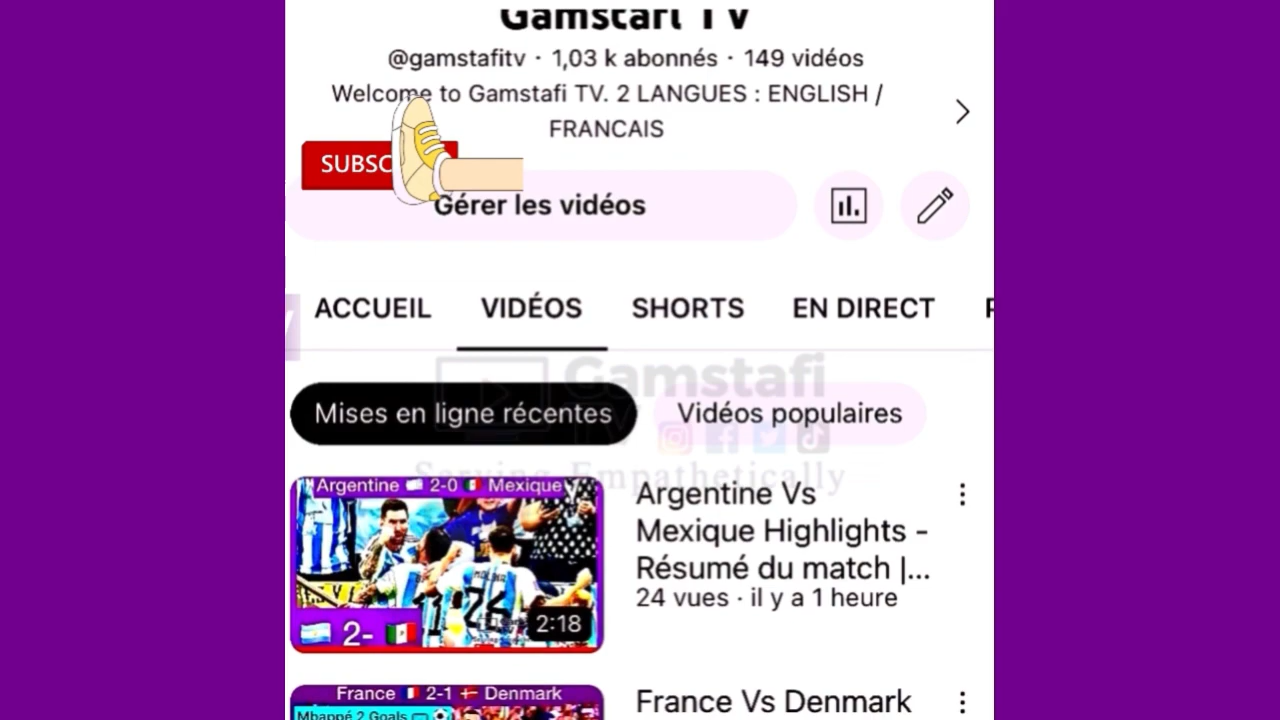 Gamstafi TV
@gamstafitv · 1,03 k abonnés · 149 vidéos
Welcome to Gamstafi TV. 2 LANGUES : ENGLISH /
FRANCAIS
SUBSC
Gérer les vidéos
ACCUEIL VIDÉOS SHORTS EN DIRECT
Gamstafi
TV
Mises en ligne récentes Vidéos populaires
Serving Empathetically
Argentine 2-0 Mexique
2-
26
2:18
Argentine Vs
Mexique Highlights -
Résumé du match |...
24 vues · il y a 1 heure
France 2-1 Denmark
Mbappé 2 Goals
France Vs Denmark